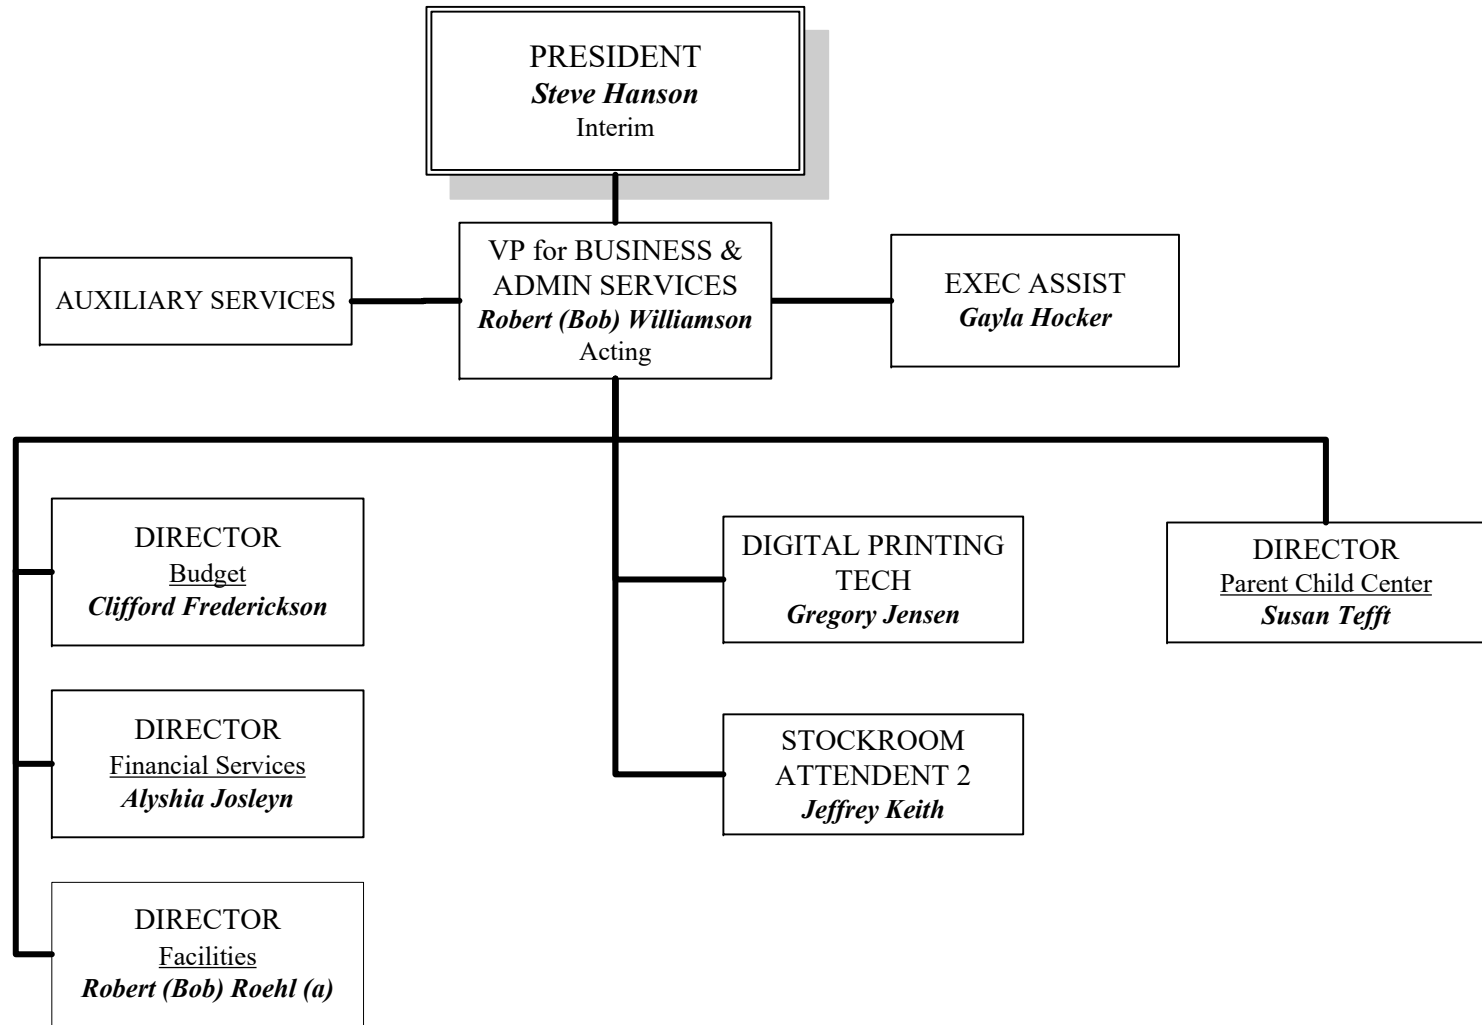 PRESIDENT
Steve Hanson
Interim
VP for BUSINESS &
ADMIN SERVICES
Robert (Bob) Williamson
Acting
AUXILIARY SERVICES
EXEC ASSIST
Gayla Hocker
DIRECTOR
Budget
Clifford Frederickson
DIRECTOR
Financial Services
Alyshia Josleyn
DIRECTOR
Facilities
Robert (Bob) Roehl (a)
DIGITAL PRINTING
TECH
Gregory Jensen
STOCKROOM
ATTENDENT 2
Jeffrey Keith
DIRECTOR
Parent Child Center
Susan Tefft